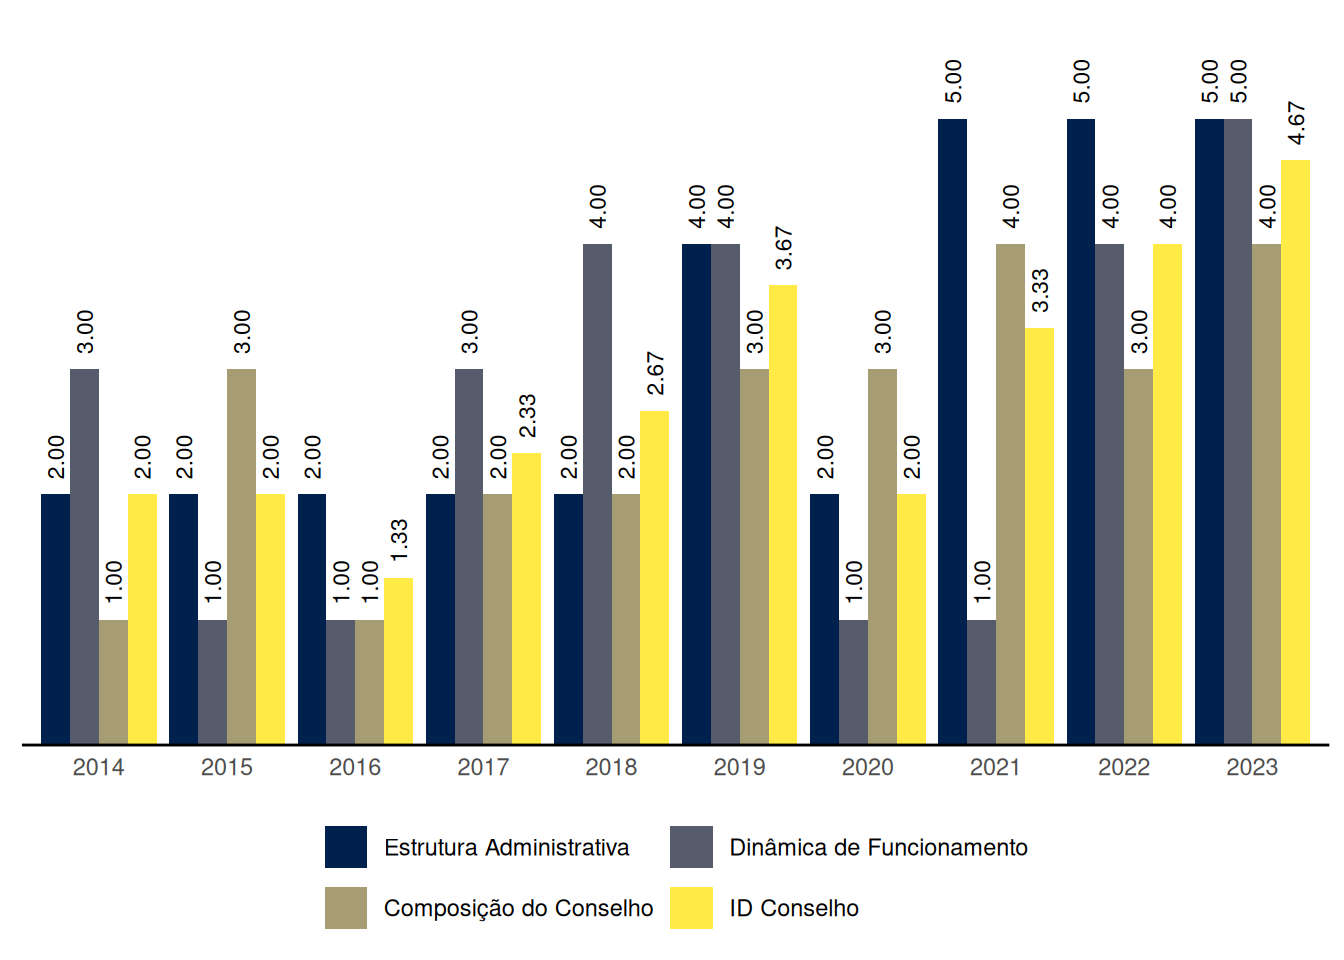 5.00 5.00 5.00 5.00
4.67
4.00 4.00 4.00 4.00 4.00 4.00 4.00
3.67
3.33
3.00 3.00 3.00 3.00 3.00 3.00
2.67
2.33
2.00 2.00 2.00 2.00 2.00 2.00 2.00 2.00 2.00 2.00 2.00
1.33
1.00 1.00 1.00 1.00 1.00 1.00
2014 2015 2016 2017 2018 2019 2020 2021 2022 2023
Estrutura Administrativa Dinâmica de Funcionamento
Composição do Conselho ID Conselho